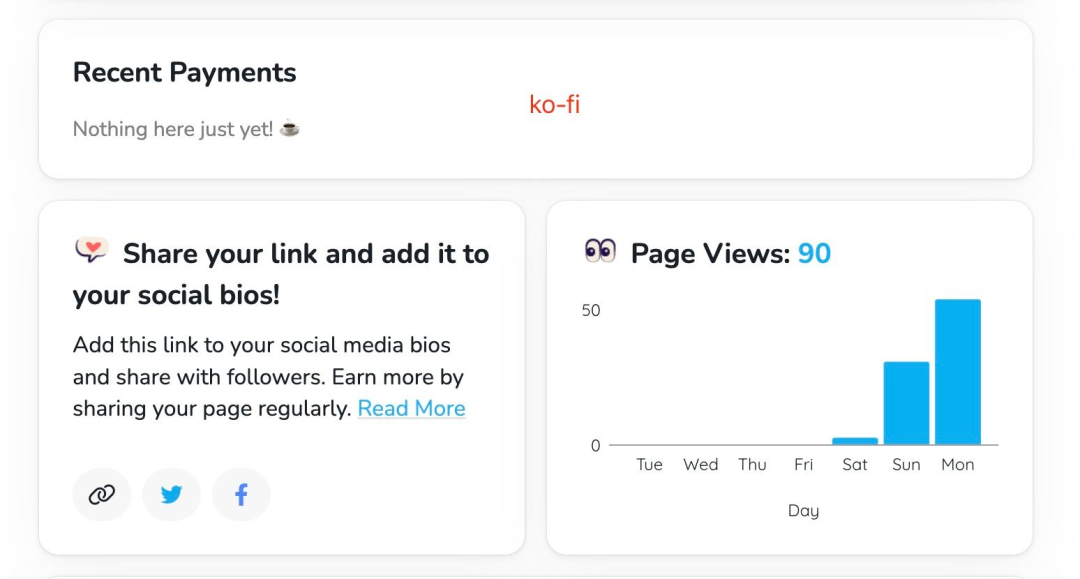 Recent Payments
ko-fi
Nothing here just yet! ☕
Share your link and add it to
your social bios!
Add this link to your social media bios
and share with followers. Earn more by
sharing your page regularly. Read More
Page Views: 90
50
0
Tue Wed Thu Fri Sat Sun Mon
Day